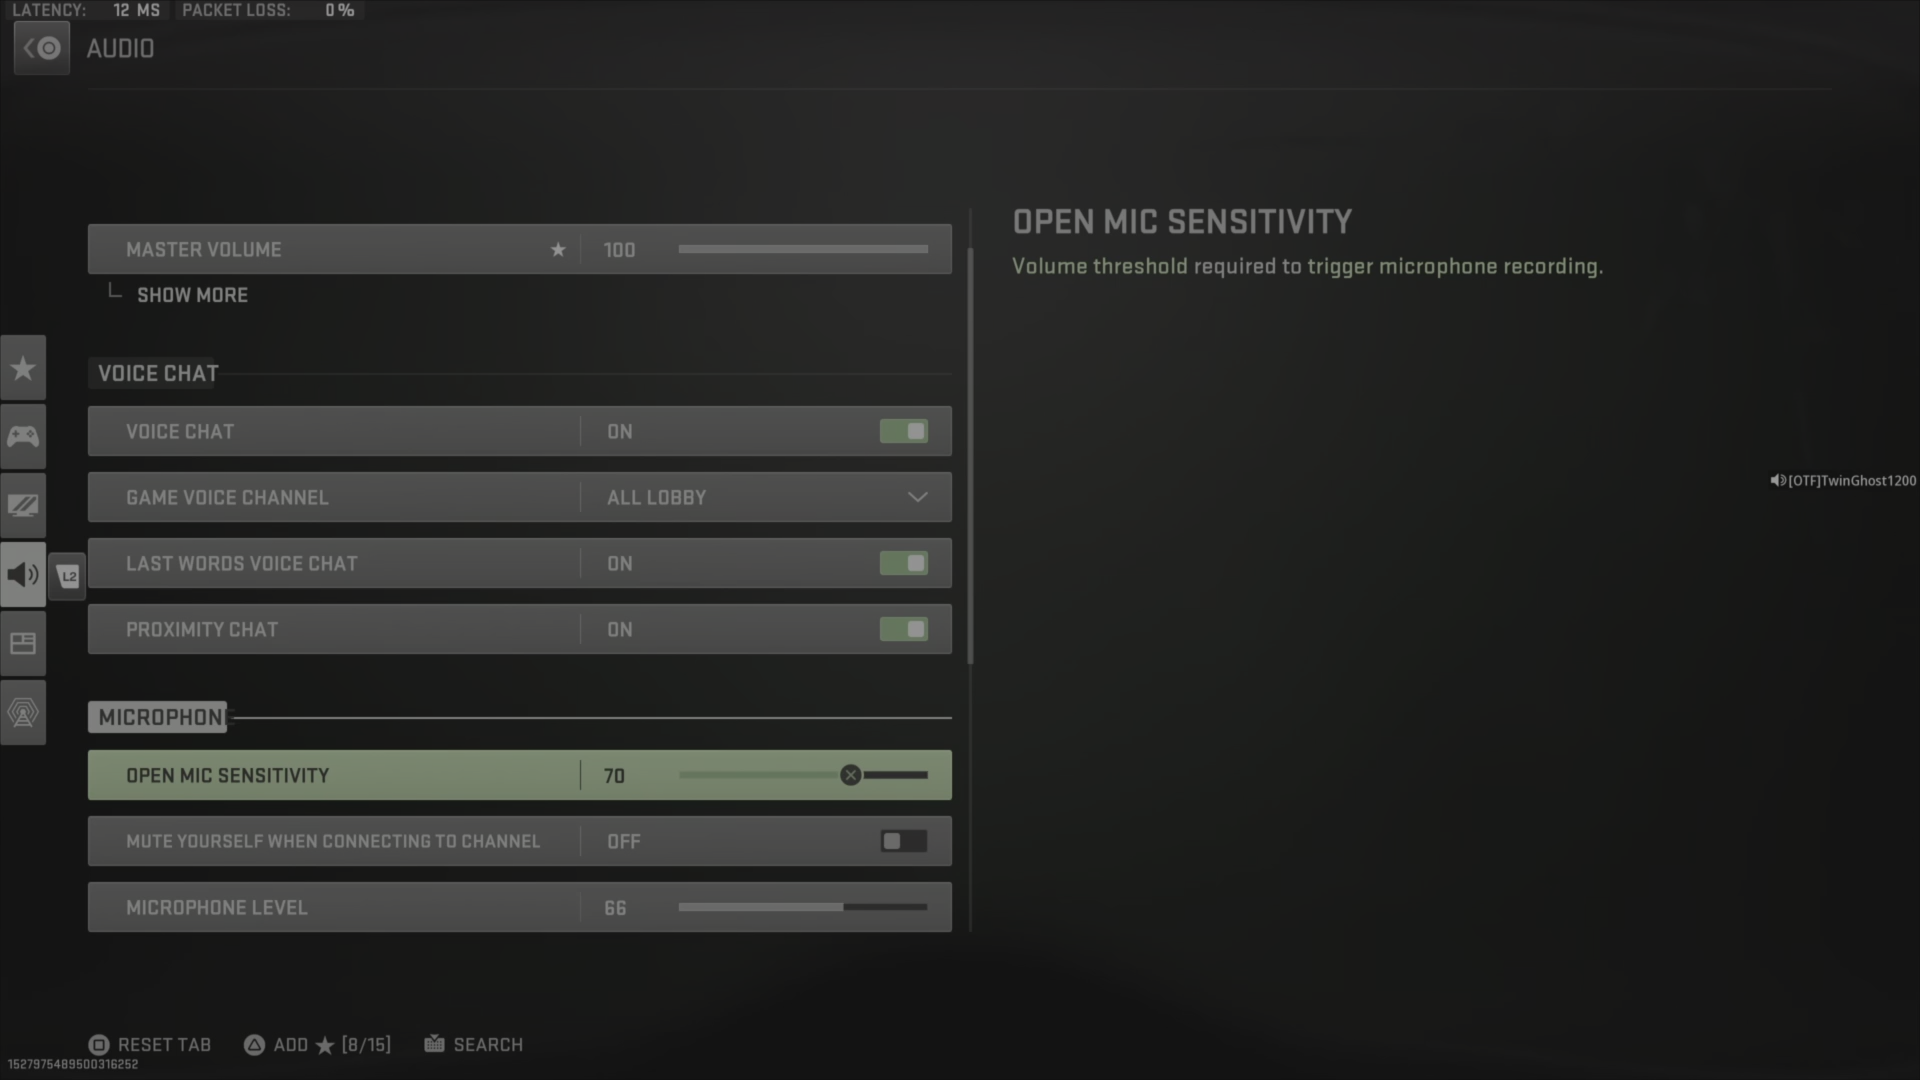 LATENCY: 12 MS PACKET LOSS: 0 %
AUDIO
MASTER VOLUME 100
SHOW MORE
VOICE CHAT
VOICE CHAT ON
GAME VOICE CHANNEL ALL LOBBY
LAST WORDS VOICE CHAT ON
PROXIMITY CHAT ON
MICROPHONE
OPEN MIC SENSITIVITY 70
MUTE YOURSELF WHEN CONNECTING TO CHANNEL OFF
MICROPHONE LEVEL 66
L2
OPEN MIC SENSITIVITY
Volume threshold required to trigger microphone recording.
[OTF]TwinGhost1200
RESET TAB ADD ★ [8/15] SEARCH
1527975489500316252